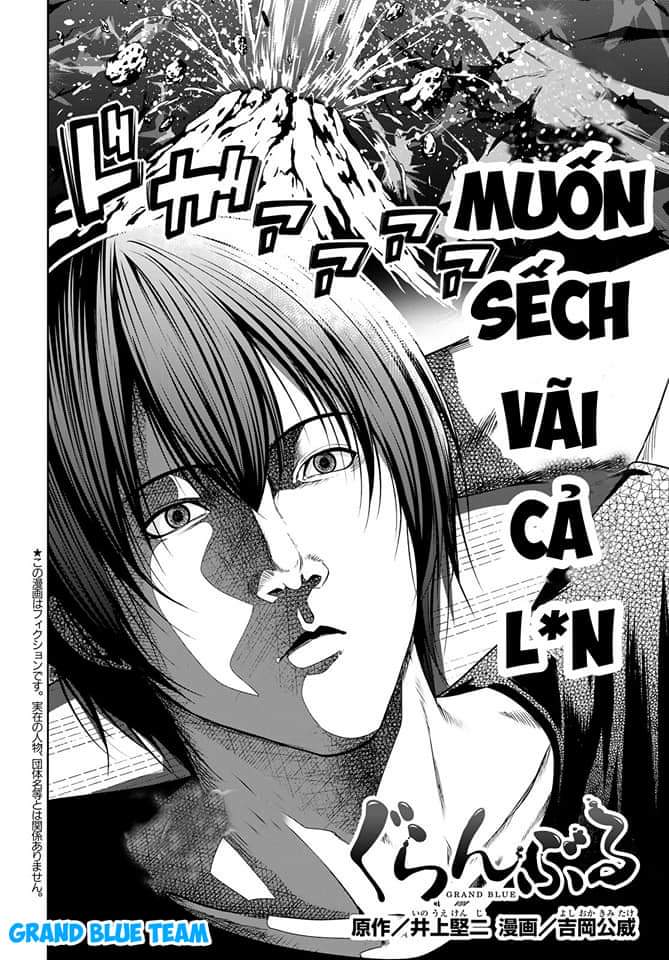 ドガァァァァ
MUỐN
SẾCH
VÃI
CẢ
L*N
★この漫画はフィクションです。実在の人物、団体名等とは関係ありません。
ぐらんぶる
GRAND BLUE
いのうえけんじ よしおかきみたけ
原作／井上堅二 漫画／吉岡公威
GRAND BLUE TEAM